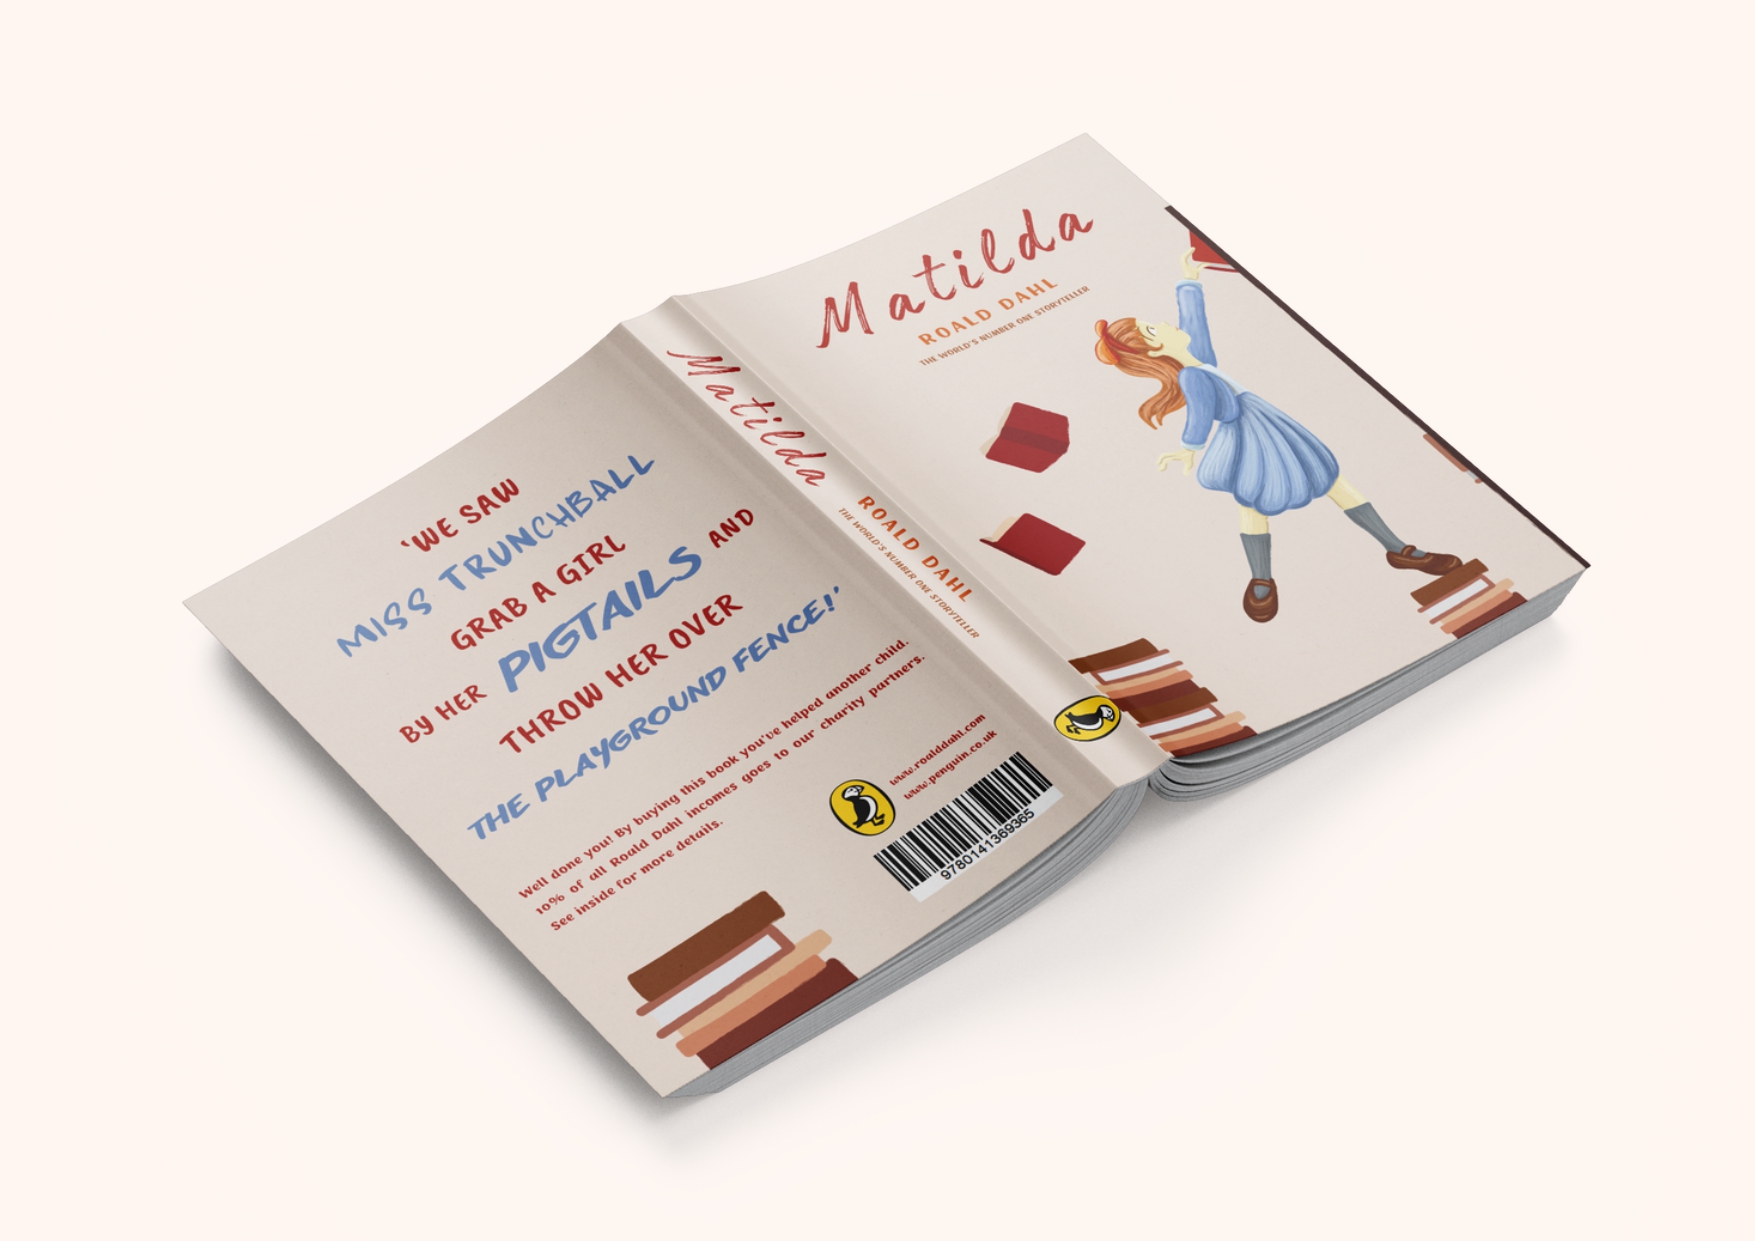 Matilda
ROALD DAHL
THE WORLD'S NUMBER ONE STORYTELLER
Matilda
ROALD DAHL
THE WORLD'S NUMBER ONE STORYTELLER
'WE SAW
MISS TRUNCHBALL
GRAB A GIRL
BY HER PIGTAILS AND
THROW HER OVER
THE PLAYGROUND FENCE!'
Well done you! By buying this book you've helped another child.
10% of all Roald Dahl incomes goes to our charity partners.
See inside for more details.
www.roalddahl.com
www.penguin.co.uk
9780141369365